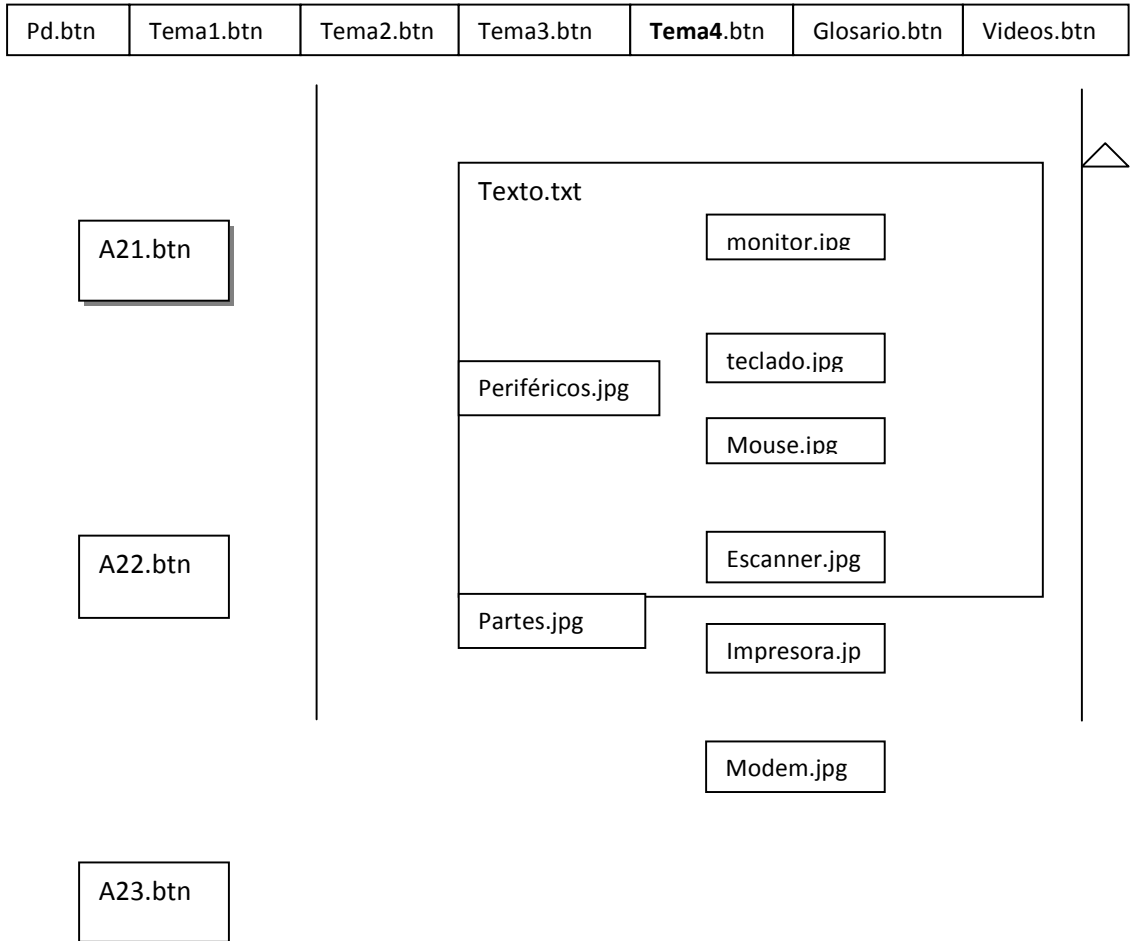 Pd.btn Tema1.btn Tema2.btn Tema3.btn Tema4.btn Glosario.btn Videos.btn
Texto.txt
A21.btn
monitor.jpg
teclado.jpg
Periféricos.jpg
Mouse.jpg
A22.btn
Escanner.jpg
Partes.jpg
Impresora.jp
Modem.jpg
A23.btn